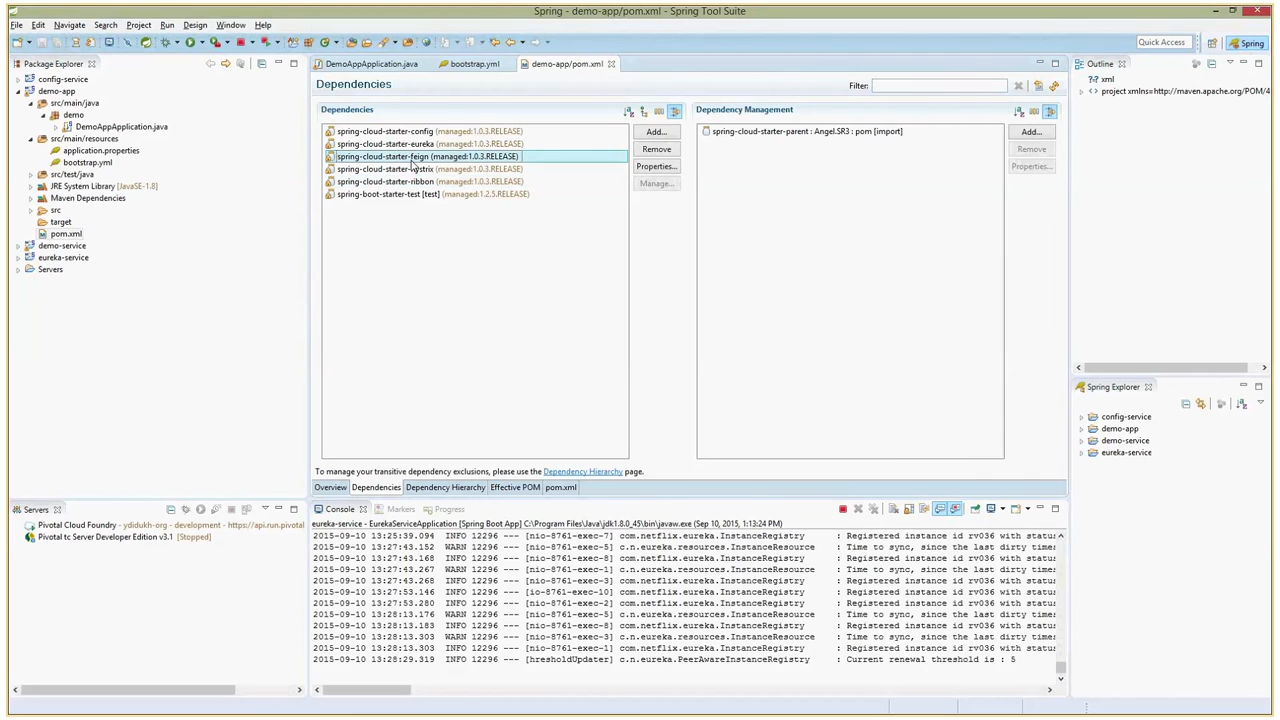 Spring - demo-app/pom.xml - Spring Tool Suite
File Edit Navigate Search Project Run Design Window Help
Quick Access
Spring
Package Explorer
config-service
demo-app
src/main/java
demo
DemoAppApplication.java
src/main/resources
application.properties
bootstrap.yml
src/test/java
JRE System Library [JavaSE-1.8]
Maven Dependencies
src
target
pom.xml
demo-service
eureka-service
Servers
DemoAppApplication.java
bootstrap.yml
demo-app/pom.xml
Dependencies
Filter:
Dependencies
spring-cloud-starter-config (managed:1.0.3.RELEASE)
spring-cloud-starter-eureka (managed:1.0.3.RELEASE)
spring-cloud-starter-feign (managed:1.0.3.RELEASE)
spring-cloud-starter-hystrix (managed:1.0.3.RELEASE)
spring-cloud-starter-ribbon (managed:1.0.3.RELEASE)
spring-boot-starter-test [test] (managed:1.2.5.RELEASE)
Add...
Remove
Properties...
Manage...
Dependency Management
spring-cloud-starter-parent : Angel.SR3 : pom [import]
Add...
Remove
Properties...
To manage your transitive dependency exclusions, please use the Dependency Hierarchy page.
Overview Dependencies Dependency Hierarchy Effective POM pom.xml
Outline
xml
project xmlns=http://maven.apache.org/POM/4
Spring Explorer
config-service
demo-app
demo-service
eureka-service
Servers
Pivotal Cloud Foundry - ydidukh-org - development - https://api.run.pivotal
Pivotal tc Server Developer Edition v3.1 [Stopped]
Console Markers Progress
eureka-service - EurekaServiceApplication [Spring Boot App] C:\Program Files\Java\jdk1.8.0_45\bin\javaw.exe (Sep 10, 2015, 1:13:24 PM)
2015-09-10 13:25:39.094 INFO 12296 --- [nio-8761-exec-7] com.netflix.eureka.InstanceRegistry : Registered instance id rv036 with status
2015-09-10 13:27:43.152 WARN 12296 --- [nio-8761-exec-5] c.n.eureka.resources.InstanceResource : Time to sync, since the last dirty times
2015-09-10 13:27:43.168 INFO 12296 --- [nio-8761-exec-8] com.netflix.eureka.InstanceRegistry : Registered instance id rv036 with status
2015-09-10 13:27:43.267 WARN 12296 --- [nio-8761-exec-1] c.n.eureka.resources.InstanceResource : Time to sync, since the last dirty times
2015-09-10 13:27:43.268 INFO 12296 --- [nio-8761-exec-3] com.netflix.eureka.InstanceRegistry : Registered instance id rv036 with status
2015-09-10 13:27:53.146 INFO 12296 --- [io-8761-exec-10] com.netflix.eureka.InstanceRegistry : Registered instance id rv036 with status
2015-09-10 13:27:53.280 INFO 12296 --- [nio-8761-exec-2] com.netflix.eureka.InstanceRegistry : Registered instance id rv036 with status
2015-09-10 13:28:13.176 WARN 12296 --- [nio-8761-exec-5] c.n.eureka.resources.InstanceResource : Time to sync, since the last dirty times
2015-09-10 13:28:13.183 INFO 12296 --- [nio-8761-exec-8] com.netflix.eureka.InstanceRegistry : Registered instance id rv036 with status
2015-09-10 13:28:13.303 WARN 12296 --- [nio-8761-exec-3] c.n.eureka.resources.InstanceResource : Time to sync, since the last dirty times
2015-09-10 13:28:13.303 INFO 12296 --- [nio-8761-exec-1] com.netflix.eureka.InstanceRegistry : Registered instance id rv036 with status
2015-09-10 13:28:29.319 INFO 12296 --- [hresholdUpdater] c.n.eureka.PeerAwareInstanceRegistry : Current renewal threshold is : 5